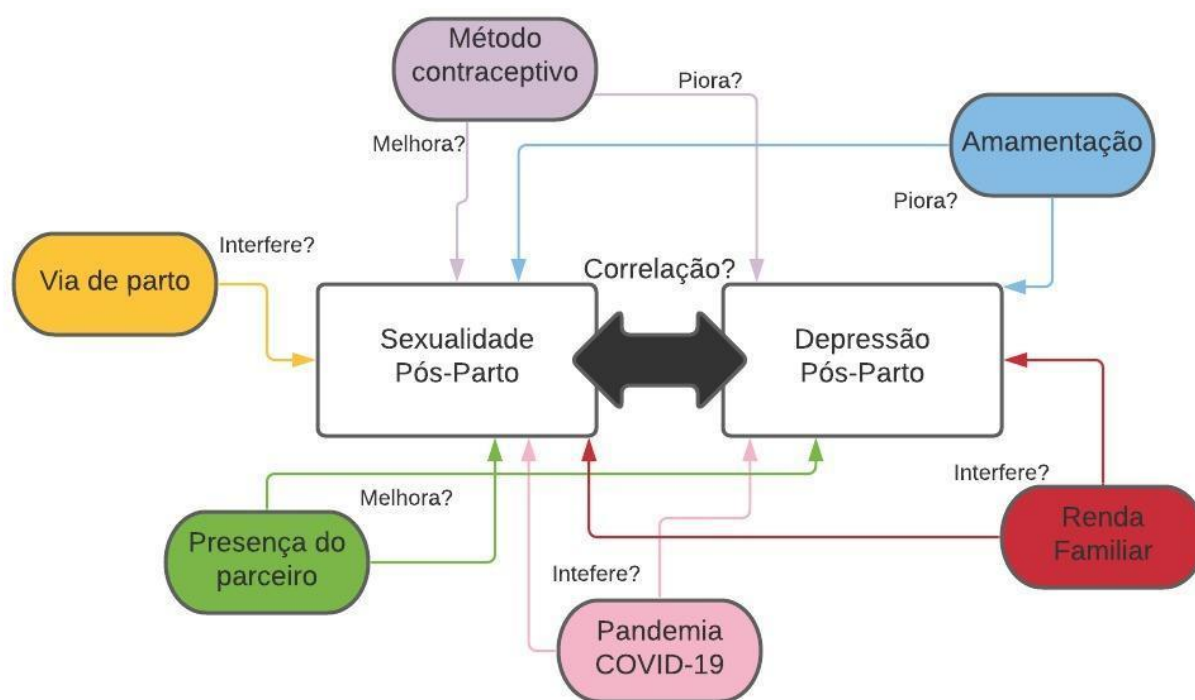 Método
contraceptivo
Piora?
Melhora?
Amamentação
Piora?
Interfere?
Via de parto
Correlação?
Sexualidade
Pós-Parto
Depressão
Pós-Parto
Melhora?
Interfere?
Presença do
parceiro
Renda
Familiar
Intefere?
Pandemia
COVID-19